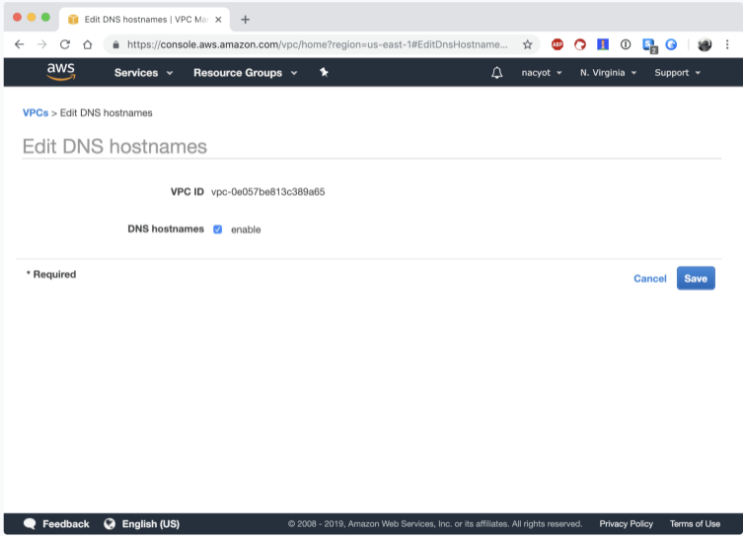 Edit DNS hostnames | VPC Ma
https://console.aws.amazon.com/vpc/home?region=us-east-1#EditDnsHostname...
ABP
2
aws
Services
Resource Groups
nacyot
N. Virginia
Support
VPCs > Edit DNS hostnames
Edit DNS hostnames
VPC ID vpc-0e057be813c389a65
DNS hostnames enable
* Required
Cancel Save
Feedback English (US) © 2008 - 2019, Amazon Web Services, Inc. or its affiliates. All rights reserved. Privacy Policy Terms of Use